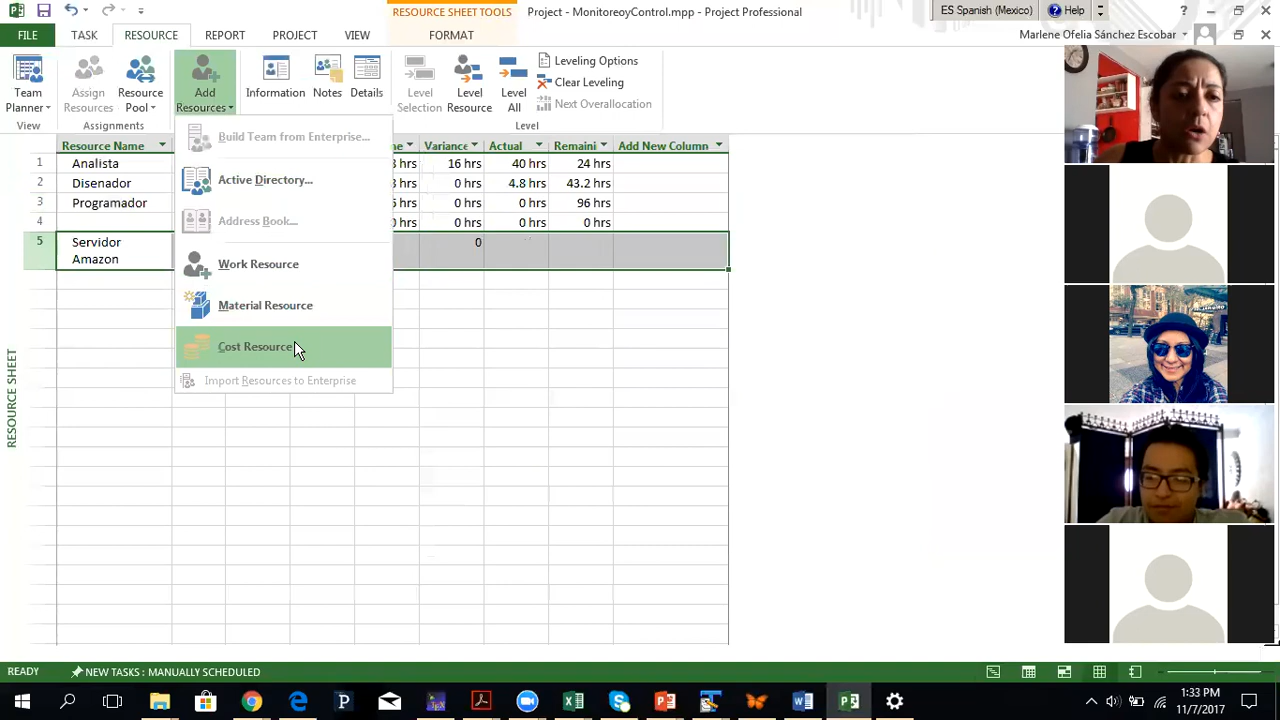 RESOURCE SHEET TOOLS
Project - MonitoreoyControl.mpp - Project Professional
ES Spanish (Mexico)
Help
?
FILE
TASK
RESOURCE
REPORT
PROJECT
VIEW
FORMAT
Marlene Ofelia Sánchez Escobar
Team Planner
Assign Resources
Resource Pool
Add Resources
Information
Notes
Details
Level Selection
Level Resource
Level All
Leveling Options
Clear Leveling
Next Overallocation
View
Assignments
Level
Build Team from Enterprise...
Active Directory...
Address Book...
Work Resource
Material Resource
Cost Resource
Import Resources to Enterprise
Resource Name
Variance
Actual
Remaini
Add New Column
1 Analista 16 hrs 40 hrs 24 hrs
2 Disenador 0 hrs 4.8 hrs 43.2 hrs
3 Programador 0 hrs 0 hrs 96 hrs
4 0 hrs 0 hrs 0 hrs
5 Servidor 0
Amazon
RESOURCE SHEET
READY
NEW TASKS : MANUALLY SCHEDULED
1:33 PM
11/7/2017